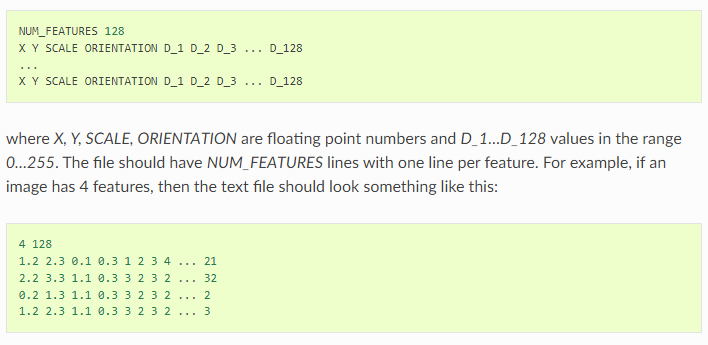 NUM_FEATURES 128
X Y SCALE ORIENTATION D_1 D_2 D_3 ... D_128
...
X Y SCALE ORIENTATION D_1 D_2 D_3 ... D_128
where X, Y, SCALE, ORIENTATION are floating point numbers and D_1...D_128 values in the range
0...255. The file should have NUM_FEATURES lines with one line per feature. For example, if an
image has 4 features, then the text file should look something like this:
4 128
1.2 2.3 0.1 0.3 1 2 3 4 ... 21
2.2 3.3 1.1 0.3 3 2 3 2 ... 32
0.2 1.3 1.1 0.3 3 2 3 2 ... 2
1.2 2.3 1.1 0.3 3 2 3 2 ... 3